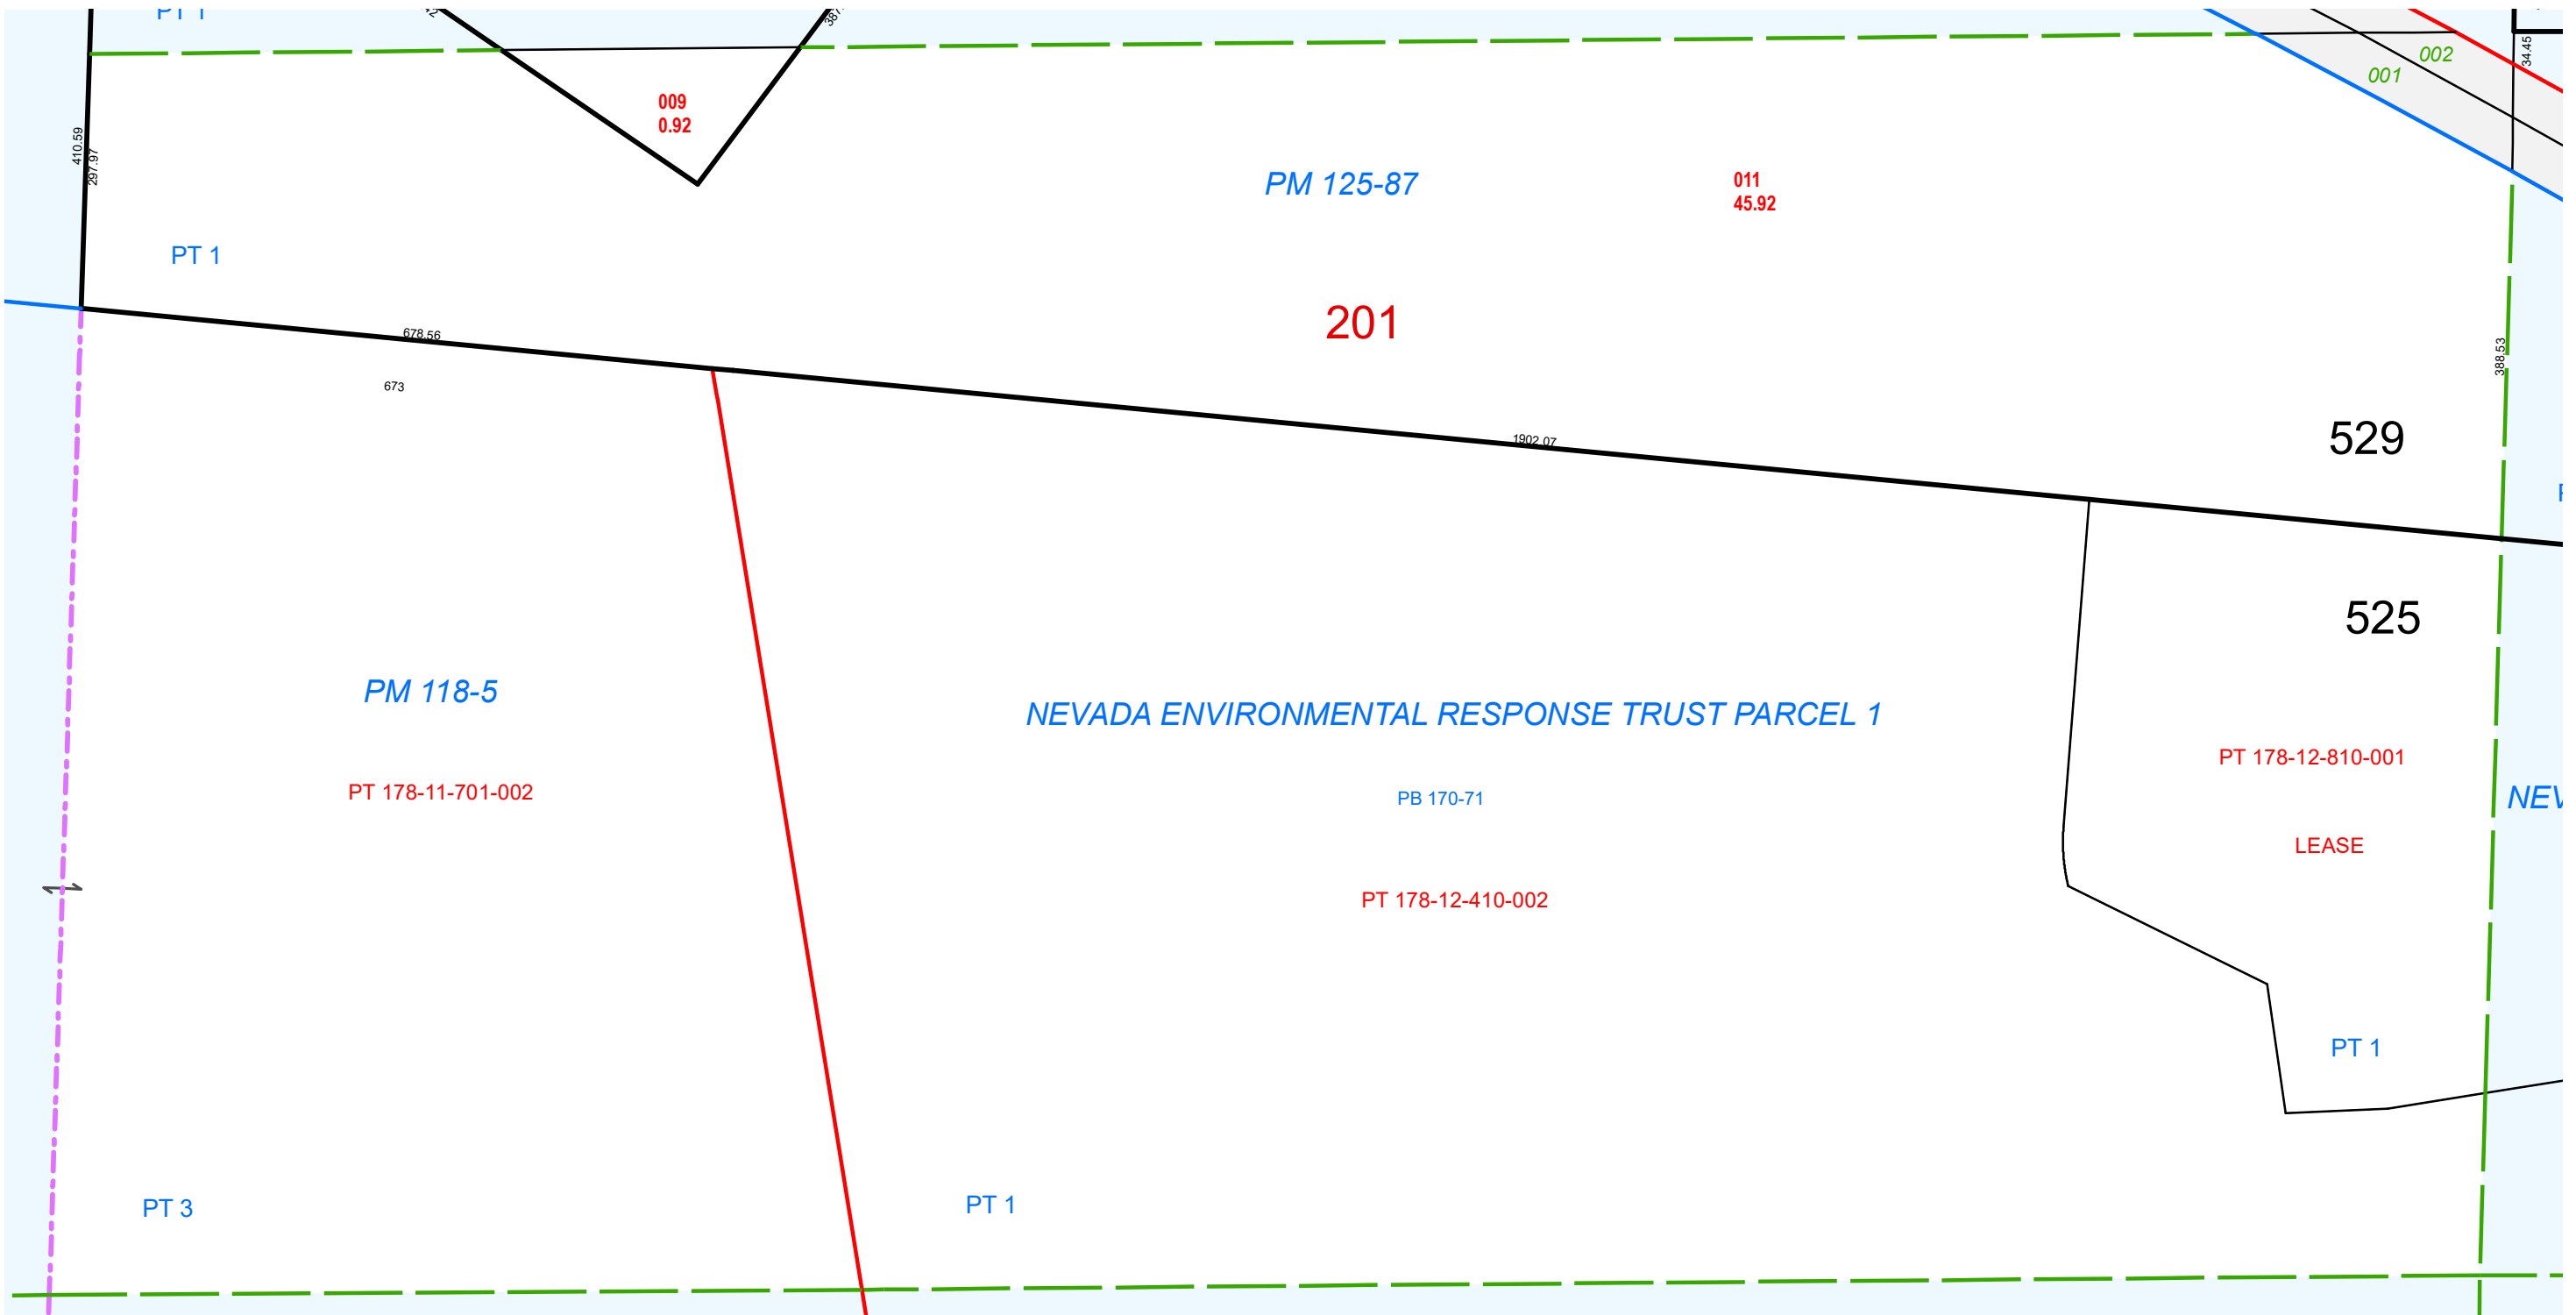 PT 1
002
001
34.45
009
0.92
410.59
297.97
PM 125-87
011
45.92
PT 1
201
678.56
388.53
673
1902.07
529
525
PM 118-5
NEVADA ENVIRONMENTAL RESPONSE TRUST PARCEL 1
PT 178-12-810-001
PT 178-11-701-002
PB 170-71
NEV
LEASE
PT 178-12-410-002
PT 1
PT 3
PT 1